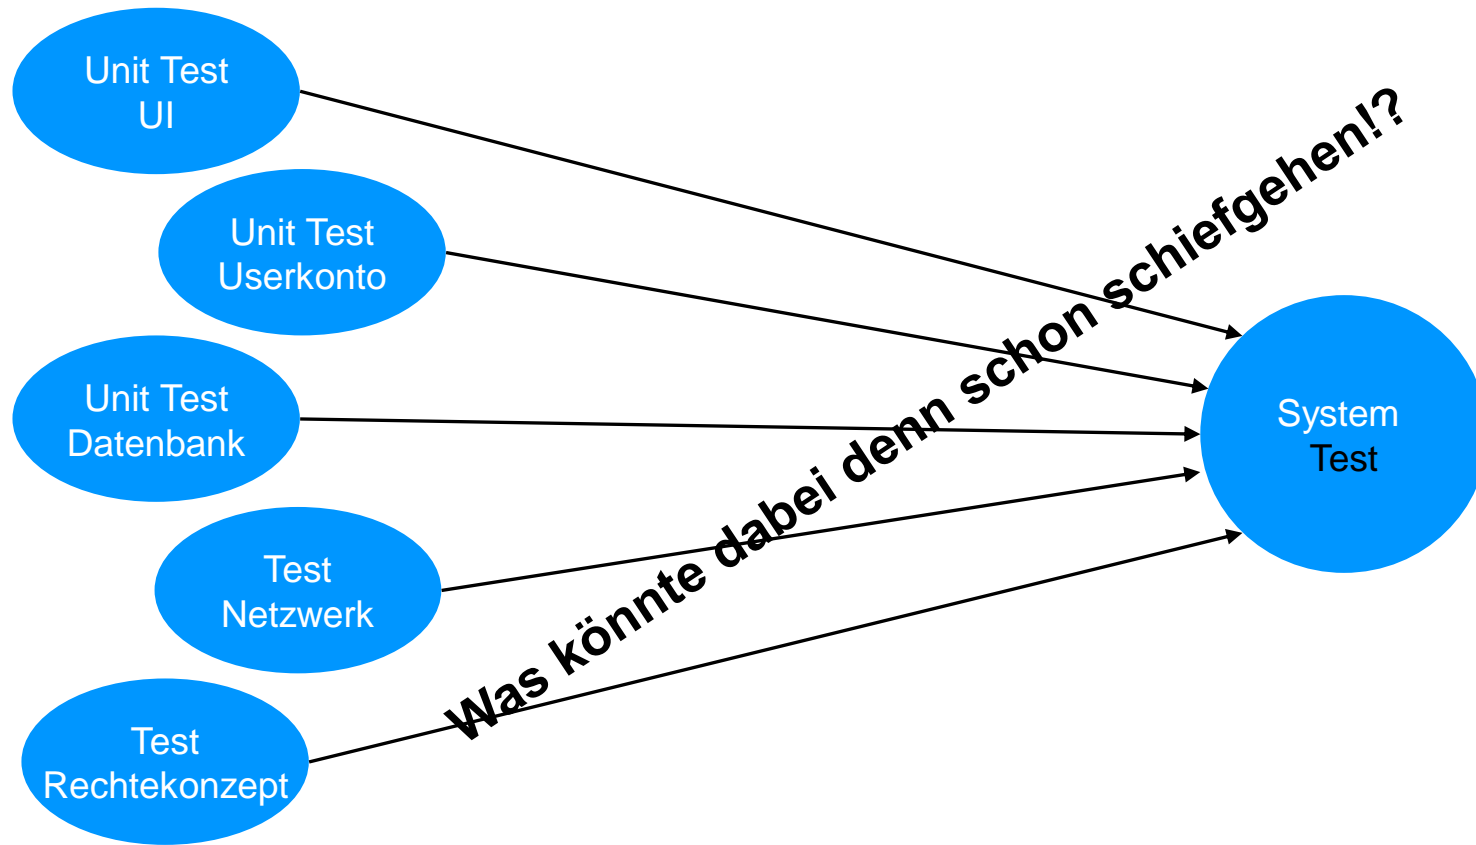 Unit Test
UI
Unit Test
Userkonto
Unit Test
Datenbank
Test
Netzwerk
Test
Rechtekonzept
Was könnte dabei denn schon schiefgehen!?
System
Test